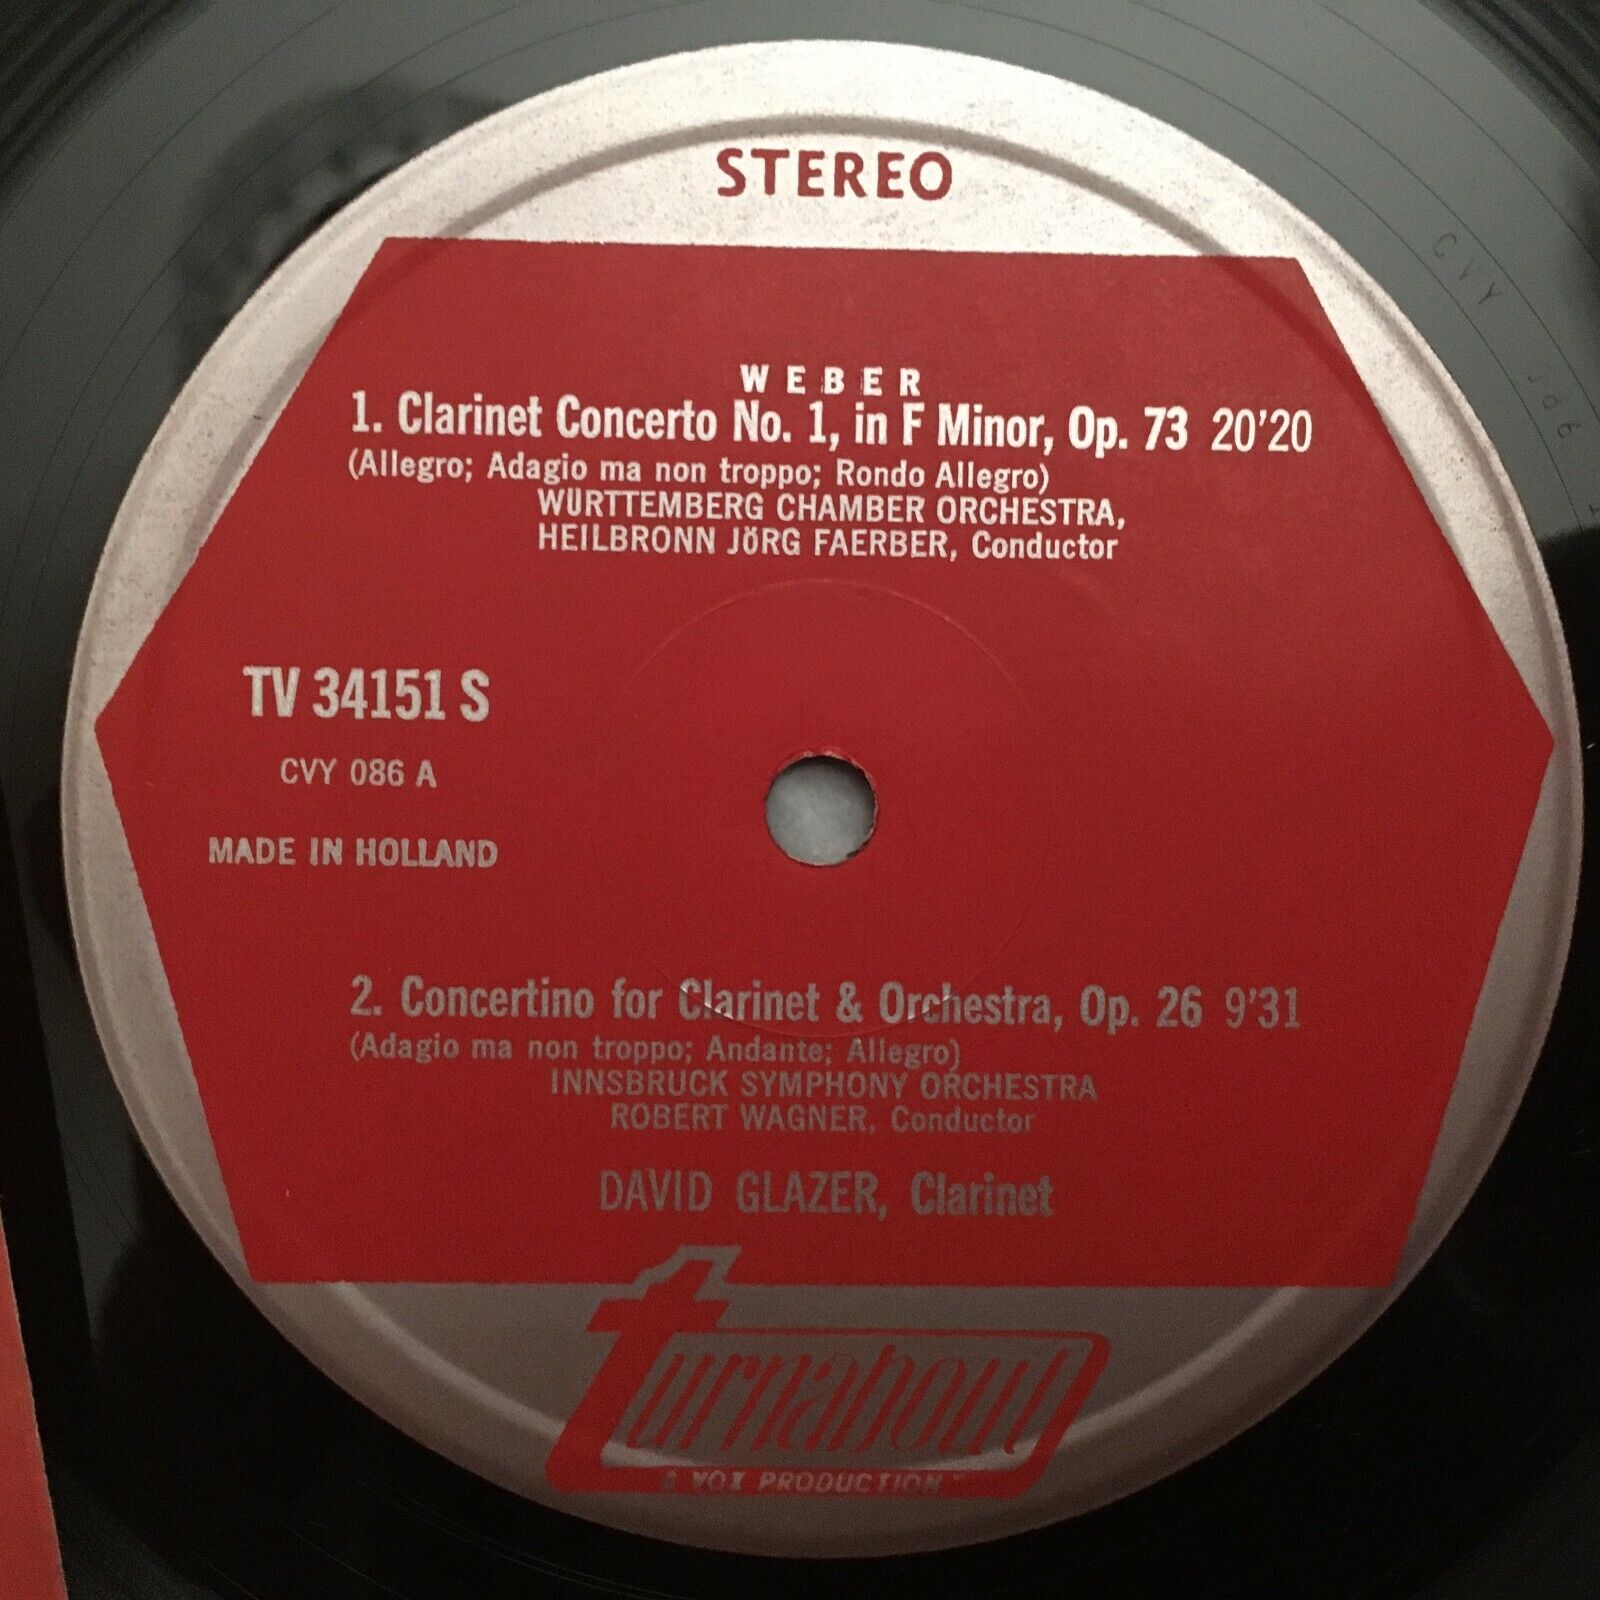 STEREO
WEBER
1. Clarinet Concerto No. 1, in F Minor, Op. 73 20'20
(Allegro; Adagio ma non troppo; Rondo Allegro)
WÜRTTEMBERG CHAMBER ORCHESTRA,
HEILBRONN JöRG FAERBER, Conductor
TV 34151 S
CVY 086 A
MADE IN HOLLAND
2. Concertino for Clarinet & Orchestra, Op. 26 9'31
(Adagio ma non troppo; Andante; Allegro)
INNSBRUCK SYMPHONY ORCHESTRA
ROBERT WAGNER, Conductor
DAVID GLAZER, Clarinet
turnabout
A VOX PRODUCTION
CVY